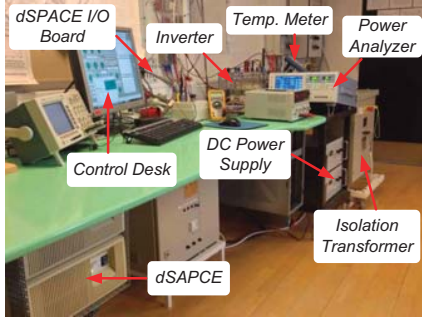 dSPACE I/O
Board
Inverter
Temp. Meter
Power
Analyzer
Control Desk
DC Power
Supply
Isolation
Transformer
dSAPCE